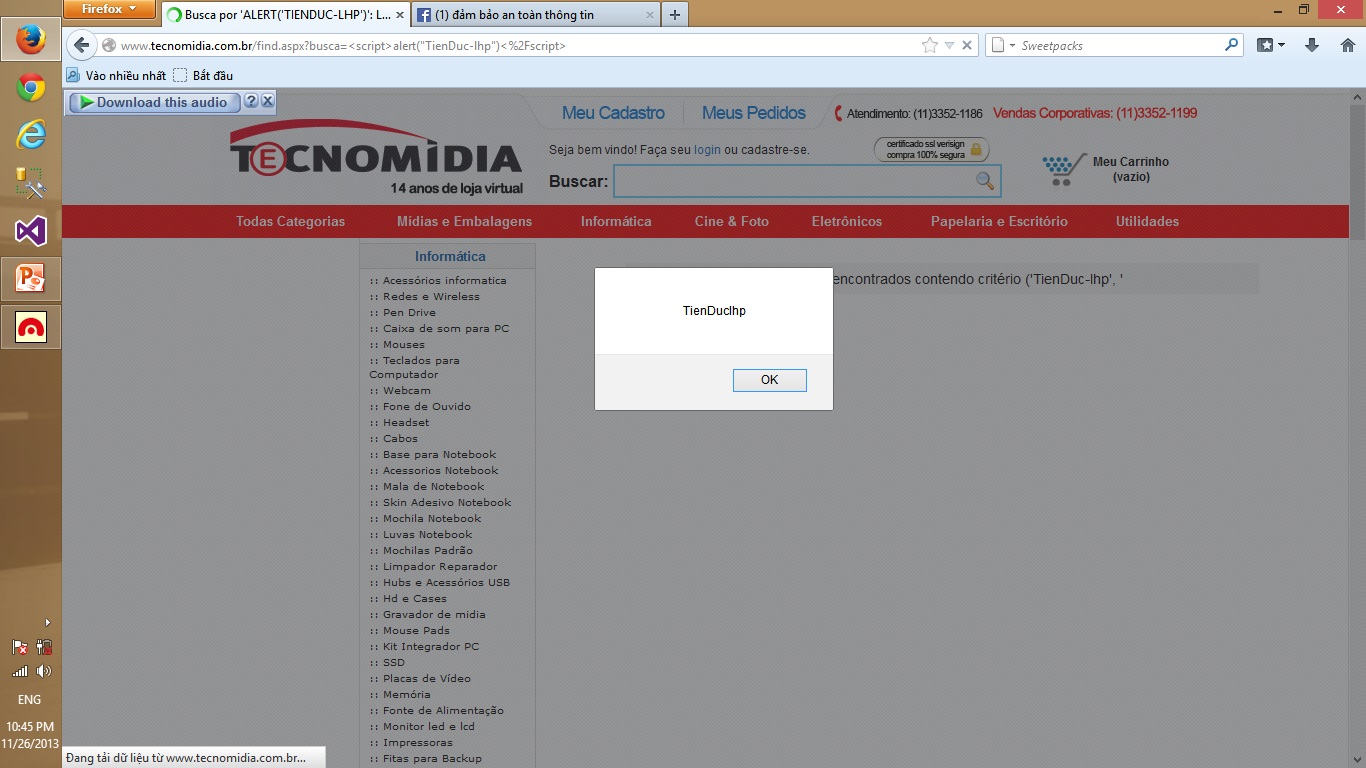 Firefox
Busca por 'ALERT('TIENDUC-LHP')': L...
(1) đảm bảo an toàn thông tin
www.tecnomidia.com.br/find.aspx?busca=<script>alert("TienDuc-lhp")<%2Fscript>
Sweetpacks
Vào nhiều nhất
Bắt đầu
Download this audio
Meu Cadastro
Meus Pedidos
Atendimento: (11)3352-1186
Vendas Corporativas: (11)3352-1199
TECNOMÍDIA
14 anos de loja virtual
Seja bem vindo! Faça seu login ou cadastre-se.
certificado ssl verisign
compra 100% segura
Buscar:
Meu Carrinho
(vazio)
Todas Categorias
Mídias e Embalagens
Informática
Cine & Foto
Eletrônicos
Papelaria e Escritório
Utilidades
Informática
:: Acessórios informatica
:: Redes e Wireless
:: Pen Drive
:: Caixa de som para PC
:: Mouses
:: Teclados para
Computador
:: Webcam
:: Fone de Ouvido
:: Headset
:: Cabos
:: Base para Notebook
:: Acessorios Notebook
:: Mala de Notebook
:: Skin Adesivo Notebook
:: Mochila Notebook
:: Luvas Notebook
:: Mochilas Padrão
:: Limpador Reparador
:: Hubs e Acessórios USB
:: Hd e Cases
:: Gravador de midia
:: Mouse Pads
:: Kit Integrador PC
:: SSD
:: Placas de Vídeo
:: Memória
:: Fonte de Alimentação
:: Monitor led e lcd
:: Impressoras
:: Fitas para Backup
encontrados contendo critério ('TienDuc-lhp', '
TienDuclhp
OK
ENG
10:45 PM
11/26/2013
Đang tải dữ liệu từ www.tecnomidia.com.br...